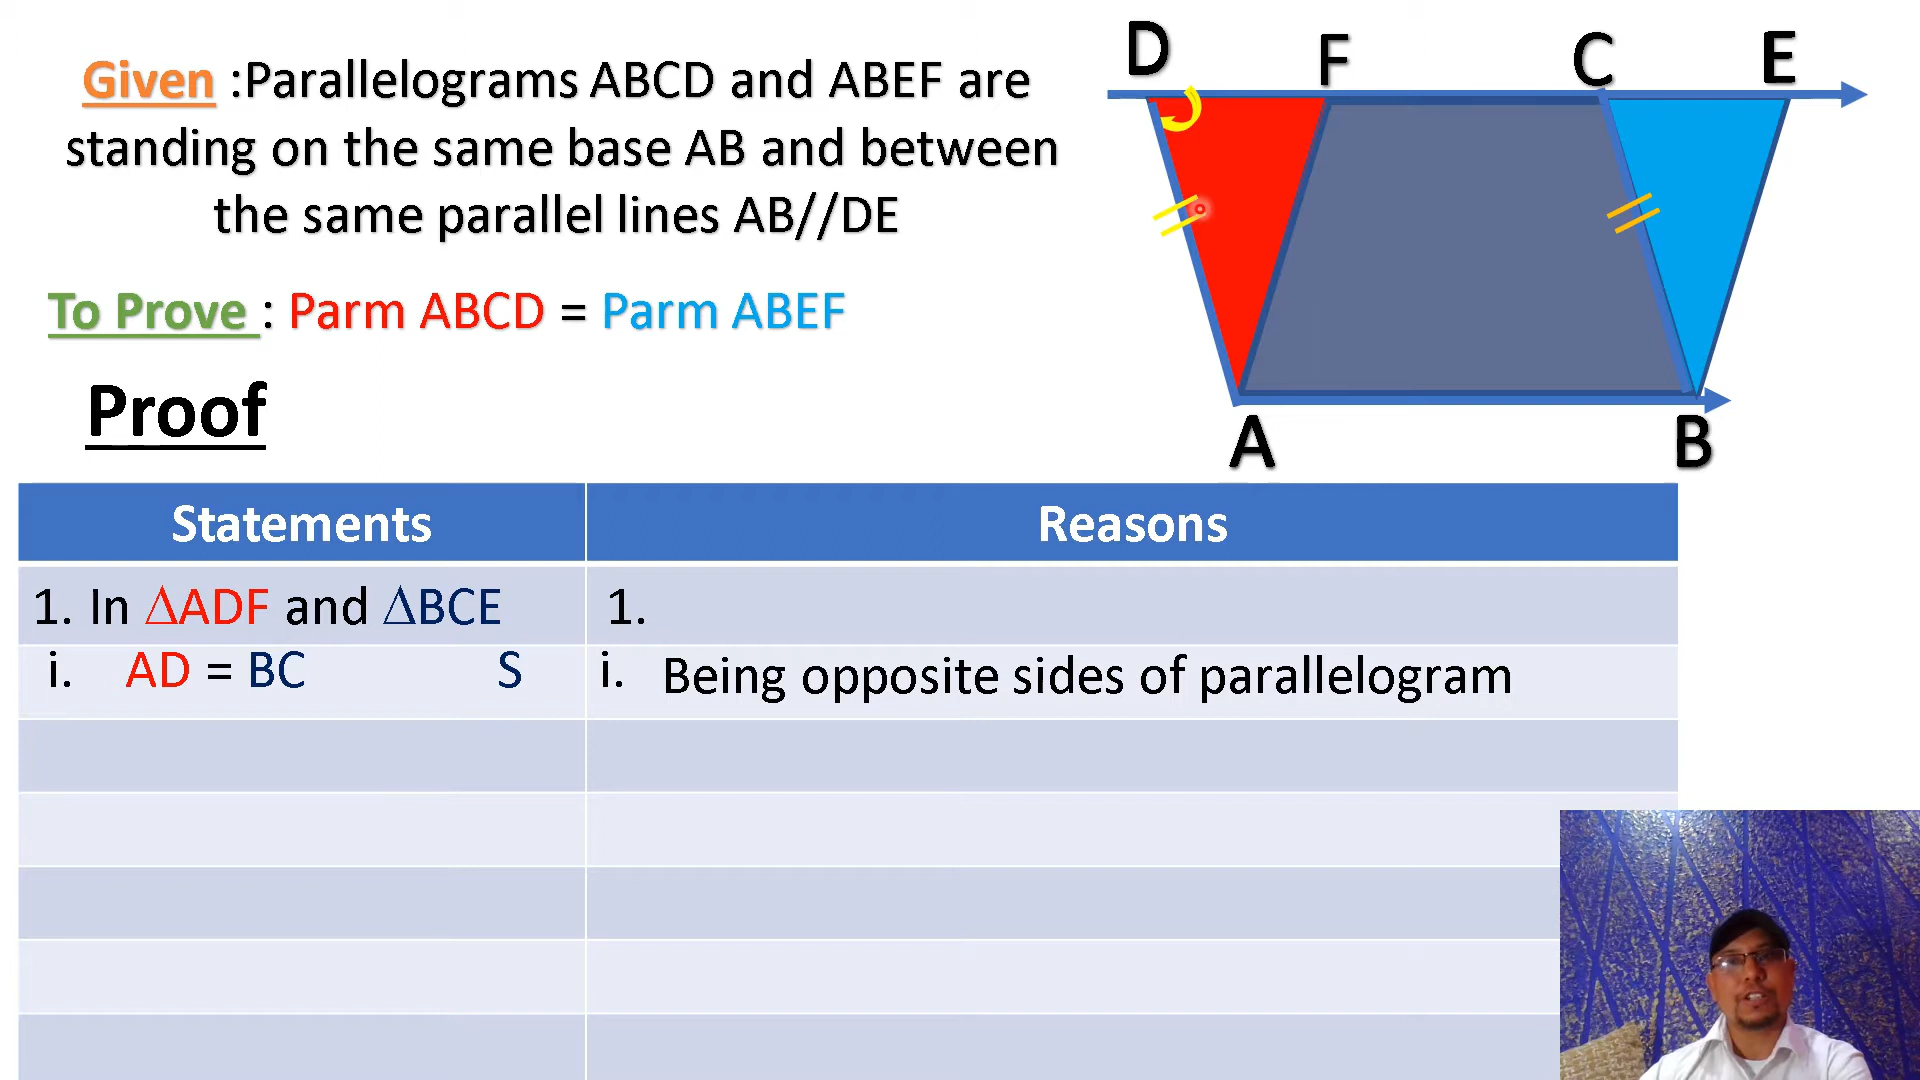 Given :Parallelograms ABCD and ABEF are
standing on the same base AB and between
the same parallel lines AB//DE
To Prove : Parm ABCD = Parm ABEF
Proof
D F C E
A B
Statements Reasons
1. In ∆ADF and ∆BCE 1.
i. AD = BC S i. Being opposite sides of parallelogram